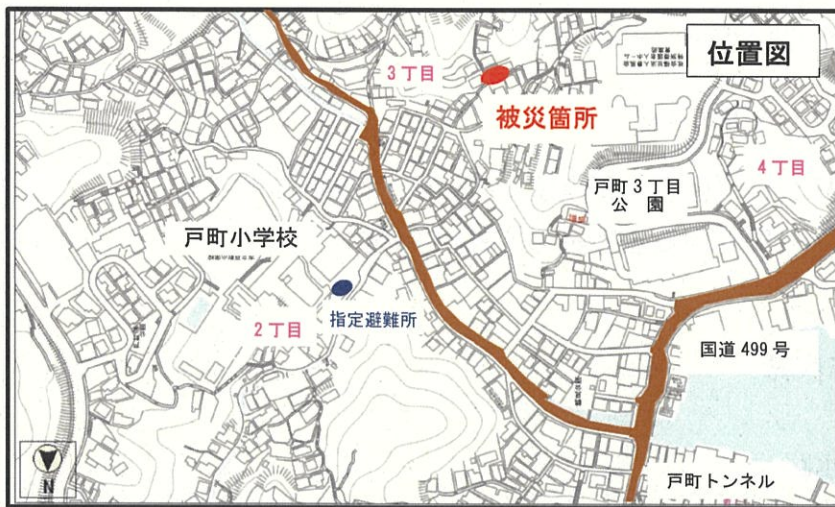 位置図
3丁目
被災箇所
4丁目
戸町3丁目
公園
戸町小学校
指定避難所
2丁目
国道499号
戸町トンネル
N